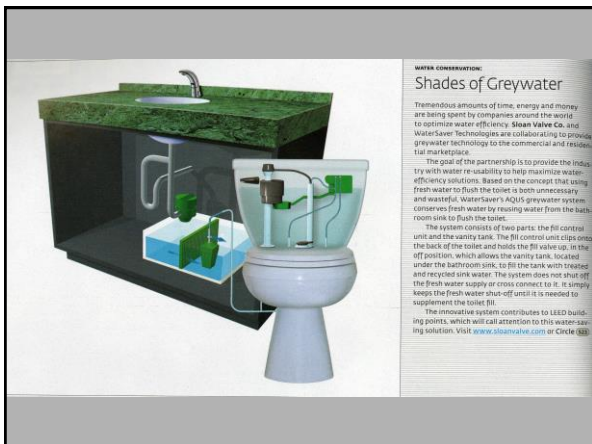 WATER CONSERVATION:
Shades of Greywater
Tremendous amounts of time, energy and money
are being spent by companies around the world
to optimize water efficiency. Sloan Valve Co. and
WaterSaver Technologies are collaborating to provide
greywater technology to the commercial and residen-
tial marketplace.
The goal of the partnership is to provide the indus-
try with water re-usability to help maximize water-
efficiency solutions. Based on the concept that using
fresh water to flush the toilet is both unnecessary
and wasteful, WaterSaver's AQUS greywater system
conserves fresh water by reusing water from the bath-
room sink to flush the toilet.
The system consists of two parts: the fill control
unit and the vanity tank. The fill control unit clips onto
the back of the toilet and holds the fill valve up, in the
off position, which allows the vanity tank, located
under the bathroom sink, to fill the tank with treated
and recycled sink water. The system does not shut off
the fresh water supply or cross connect to it. It simply
keeps the fresh water shut-off until it is needed to
supplement the toilet fill.
The innovative system contributes to LEED build-
ing points, which will call attention to this water-sav-
ing solution. Visit www.sloanvalve.com or Circle